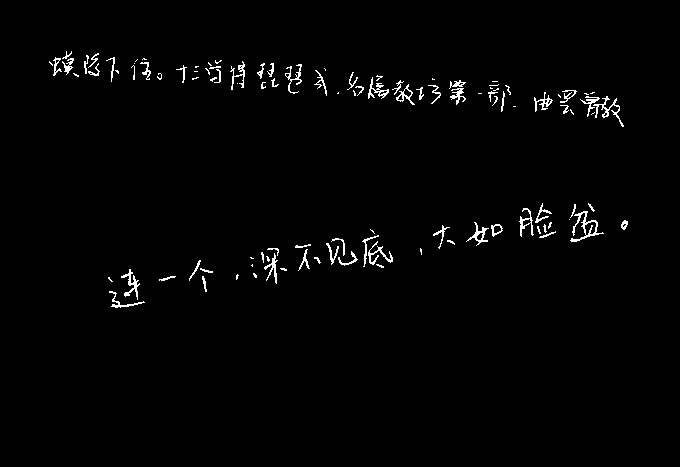 蟆陵下住。十三学得琵琶成，名属教坊第一部，曲罢曾教
连一个，深不见底，大如脸盆。